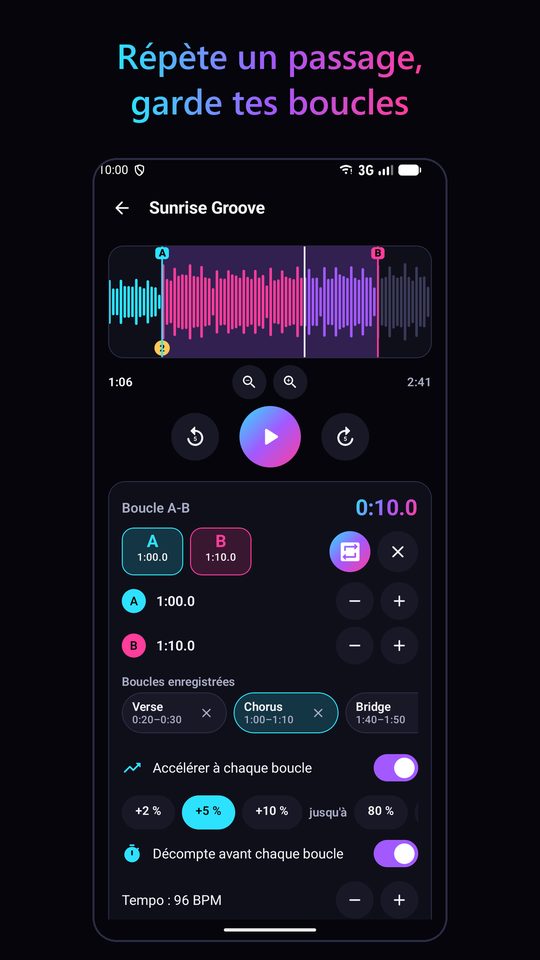 Répète un passage,
garde tes boucles
10:00 3G
Sunrise Groove
A B
2
1:06 2:41
5 5
Boucle A-B 0:10.0
A B
1:00.0 1:10.0
A 1:00.0
B 1:10.0
Boucles enregistrées
Verse Chorus Bridge
0:20–0:30 1:00–1:10 1:40–1:50
Accélérer à chaque boucle
+2 % +5 % +10 % jusqu'à 80 %
Décompte avant chaque boucle
Tempo : 96 BPM